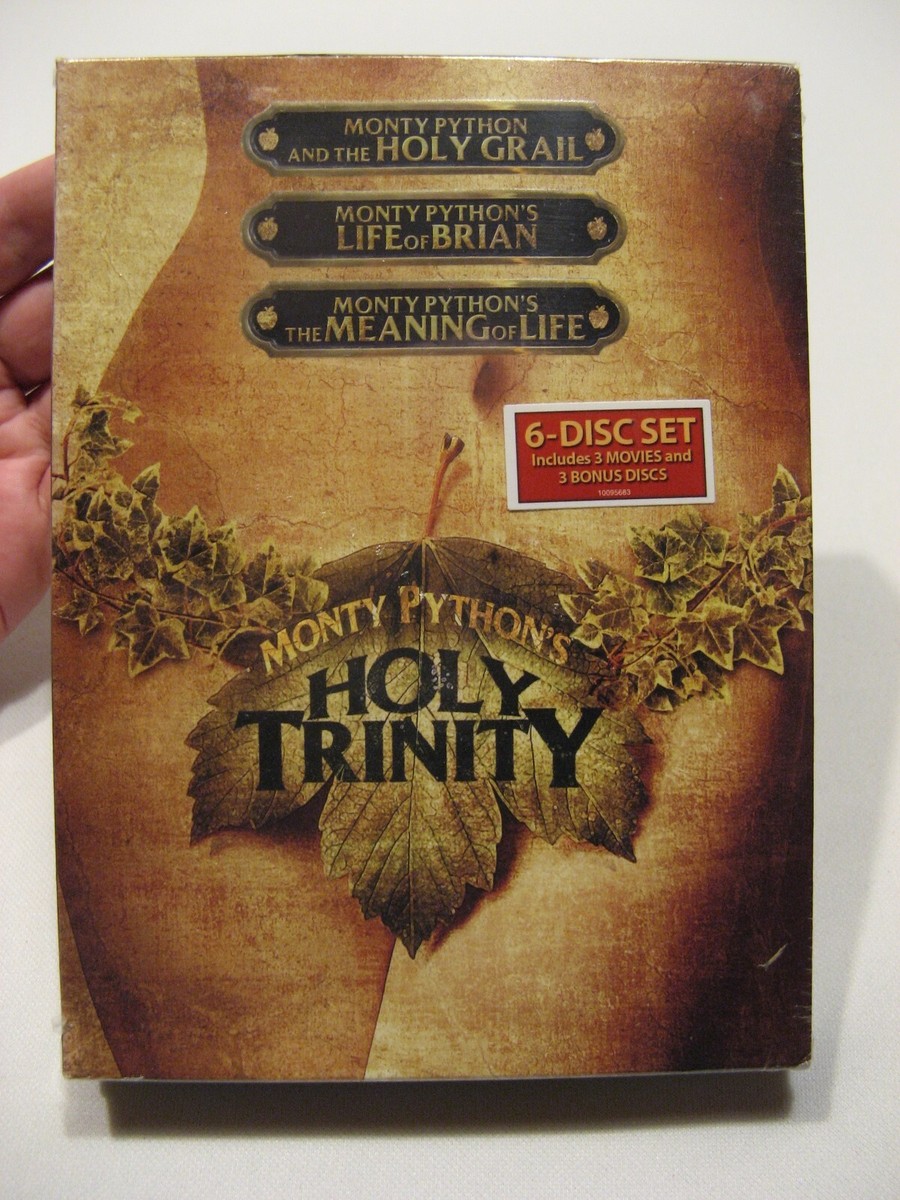 MONTY PYTHON
AND THE HOLY GRAIL
MONTY PYTHON'S
LIFE OF BRIAN
MONTY PYTHON'S
THE MEANING OF LIFE
6-DISC SET
Includes 3 MOVIES and
3 BONUS DISCS
10095683
MONTY PYTHON'S
HOLY
TRINITY